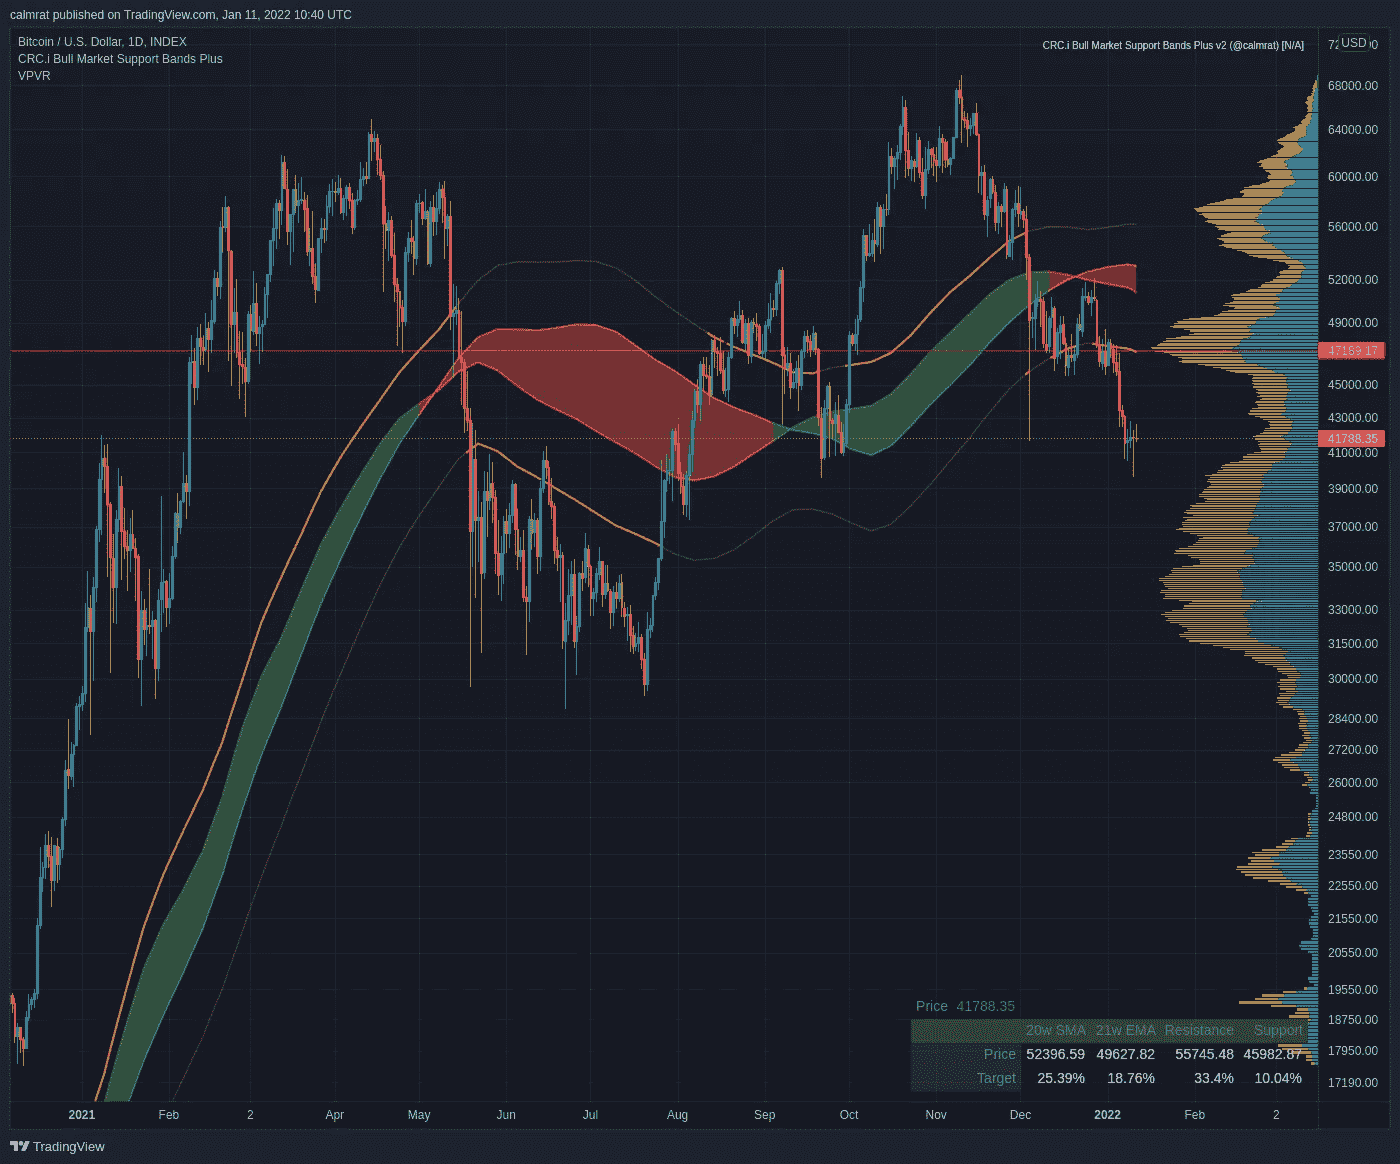 calmrat published on TradingView.com, Jan 11, 2022 10:40 UTC
Bitcoin / U.S. Dollar, 1D, INDEX
CRC.i Bull Market Support Bands Plus
VPVR
CRC.i Bull Market Support Bands Plus v2 (@calmrat) [N/A]
USD
68000.00
64000.00
60000.00
56000.00
52000.00
49000.00
47169.17
45000.00
43000.00
41788.35
41000.00
39000.00
37000.00
35000.00
33000.00
31500.00
30000.00
28400.00
27200.00
26000.00
24800.00
23550.00
22550.00
21550.00
20550.00
19550.00
18750.00
17950.00
17190.00
Price 41788.35
20w SMA 21w EMA Resistance Support
Price 52396.59 49627.82 55745.48 45982.87
Target 25.39% 18.76% 33.4% 10.04%
2021 Feb 2 Apr May Jun Jul Aug Sep Oct Nov Dec 2022 Feb 2
TradingView